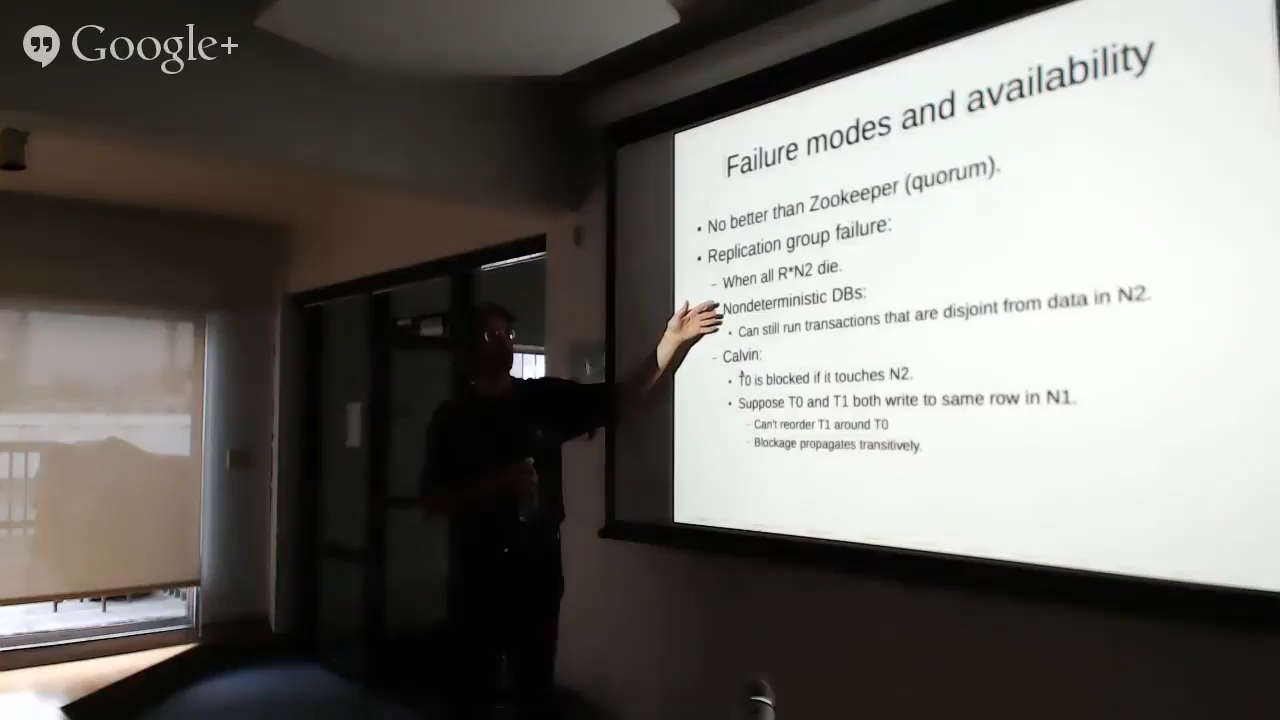 Google+
Failure modes and availability
• No better than Zookeeper (quorum).
• Replication group failure:
– When all R*N2 die.
Nondeterministic DBs:
• Can still run transactions that are disjoint from data in N2.
– Calvin:
• T0 is blocked if it touches N2.
• Suppose T0 and T1 both write to same row in N1.
– Can't reorder T1 around T0
– Blockage propagates transitively.